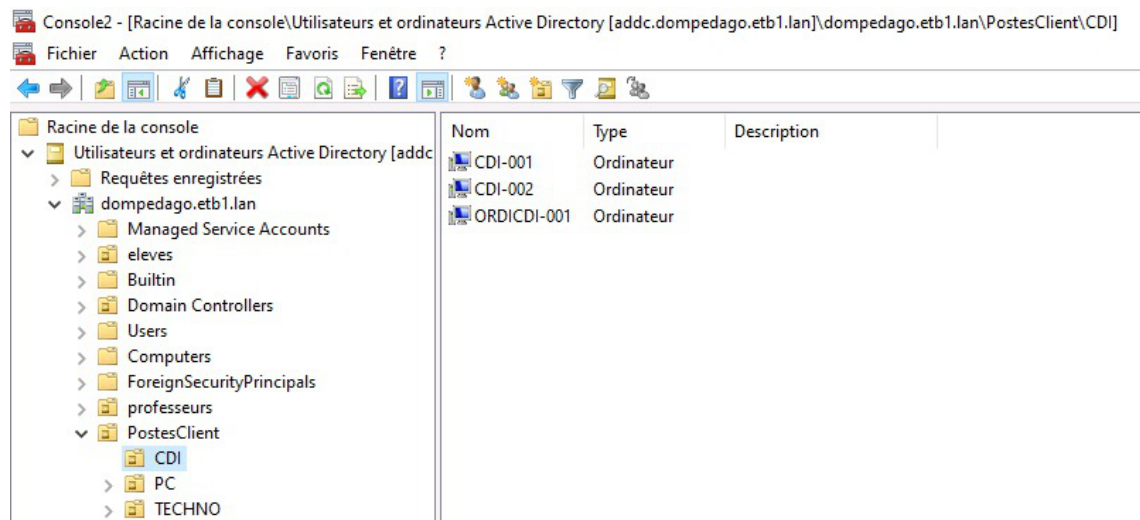 Console2 - [Racine de la console\Utilisateurs et ordinateurs Active Directory [addc.dompedago.etb1.lan]\dompedago.etb1.lan\PostesClient\CDI]
Fichier Action Affichage Favoris Fenêtre ?
Racine de la console
Utilisateurs et ordinateurs Active Directory [addc
Requêtes enregistrées
dompedago.etb1.lan
Managed Service Accounts
eleves
Builtin
Domain Controllers
Users
Computers
ForeignSecurityPrincipals
professeurs
PostesClient
CDI
PC
TECHNO
Nom Type Description
CDI-001 Ordinateur
CDI-002 Ordinateur
ORDICDI-001 Ordinateur